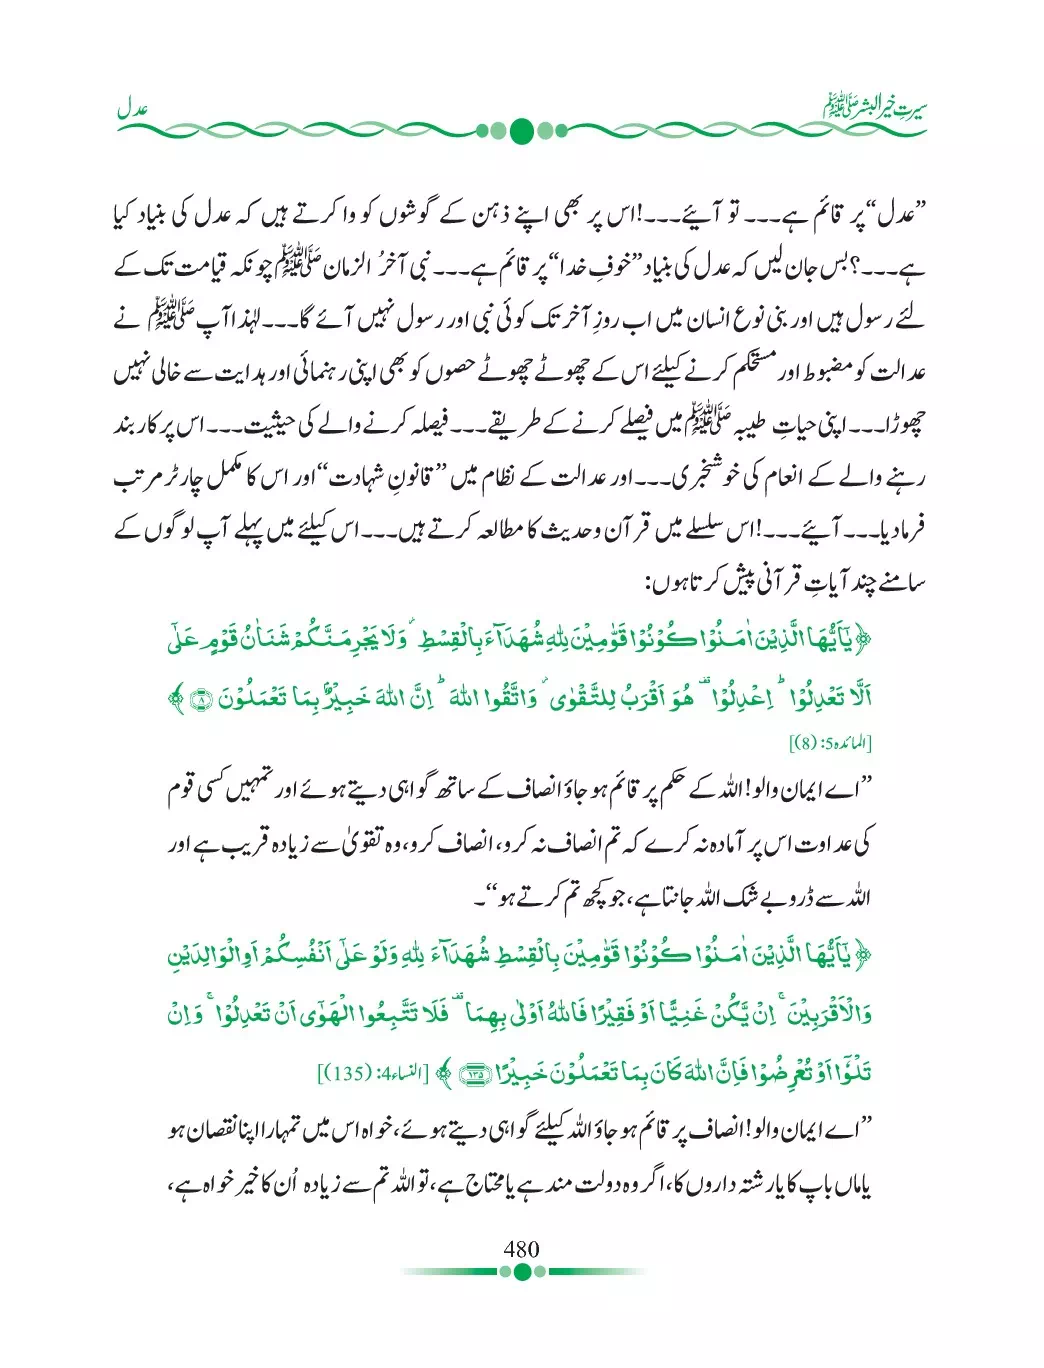 سیرتِ خیر البشر ﷺ
عدل
”عدل“ پر قائم ہے۔۔۔ تو آیئے۔۔۔! اس پر بھی اپنے ذہن کے گوشوں کو وا کرتے ہیں کہ عدل کی بنیاد کیا
ہے۔۔۔؟ بس جان لیں کہ عدل کی بنیاد ”خوفِ خدا“ پر قائم ہے۔۔۔ نبی آخرُ الزمان ﷺ چونکہ قیامت تک کے
لئے رسول ہیں اور بنی نوع انسان میں اب روزِ آخر تک کوئی نبی اور رسول نہیں آئے گا۔۔۔ لہٰذا آپ ﷺ نے
عدالت کو مضبوط اور مستحکم کرنے کیلئے اس کے چھوٹے چھوٹے حصوں کو بھی اپنی رہنمائی اور ہدایت سے خالی نہیں
چھوڑا۔۔۔ اپنی حیاتِ طیبہ ﷺ میں فیصلے کرنے کے طریقے۔۔۔ فیصلہ کرنے والے کی حیثیت۔۔۔ اس پر کاربند
رہنے والے کے انعام کی خوشخبری۔۔۔ اور عدالت کے نظام میں ”قانونِ شہادت“ اور اس کا مکمل چارٹر مرتب
فرمادیا۔۔۔ آیئے۔۔۔! اس سلسلے میں قرآن وحدیث کا مطالعہ کرتے ہیں۔۔۔ اس کیلئے میں پہلے آپ لوگوں کے
سامنے چند آیاتِ قرآنی پیش کرتا ہوں:
﴿ یٰۤاَیُّهَا الَّذِیْنَ اٰمَنُوْا كُوْنُوْا قَوّٰمِیْنَ لِلّٰهِ شُهَدَآءَ بِالْقِسْطِ ؗ وَ لَا یَجْرِمَنَّكُمْ شَنَاٰنُ قَوْمٍ عَلٰۤى
اَلَّا تَعْدِلُوْا ؕ اِعْدِلُوْا ۫ هُوَ اَقْرَبُ لِلتَّقْوٰى ؗ وَ اتَّقُوا اللّٰهَ ؕ اِنَّ اللّٰهَ خَبِیْرٌۢ بِمَا تَعْمَلُوْنَ ۝۸ ﴾
[المائدہ 5: (8)]
”اے ایمان والو! اللہ کے حکم پر قائم ہو جاؤ انصاف کے ساتھ گواہی دیتے ہوئے اور تمہیں کسی قوم
کی عداوت اس پر آمادہ نہ کرے کہ تم انصاف نہ کرو، انصاف کرو، وہ تقویٰ سے زیادہ قریب ہے اور
اللہ سے ڈرو بے شک اللہ جانتا ہے، جو کچھ تم کرتے ہو“۔
﴿ یٰۤاَیُّهَا الَّذِیْنَ اٰمَنُوْا كُوْنُوْا قَوّٰمِیْنَ بِالْقِسْطِ شُهَدَآءَ لِلّٰهِ وَ لَوْ عَلٰۤى اَنْفُسِكُمْ اَوِ الْوَالِدَیْنِ
وَ الْاَقْرَبِیْنَ ۚ اِنْ یَّكُنْ غَنِیًّا اَوْ فَقِیْرًا فَاللّٰهُ اَوْلٰى بِهِمَا ۫ فَلَا تَتَّبِعُوا الْهَوٰۤى اَنْ تَعْدِلُوْا ۚ وَ اِنْ
تَلْوٗۤا اَوْ تُعْرِضُوْا فَاِنَّ اللّٰهَ كَانَ بِمَا تَعْمَلُوْنَ خَبِیْرًا ۝۱۳۵ ﴾ [النساء 4: (135)]
”اے ایمان والو! انصاف پر قائم ہو جاؤ اللہ کیلئے گواہی دیتے ہوئے، خواہ اس میں تمہارا اپنا نقصان ہو
یا ماں باپ کا یا رشتہ داروں کا، اگر وہ دولت مند ہے یا محتاج ہے، تو اللہ تم سے زیادہ اُن کا خیر خواہ ہے،
480